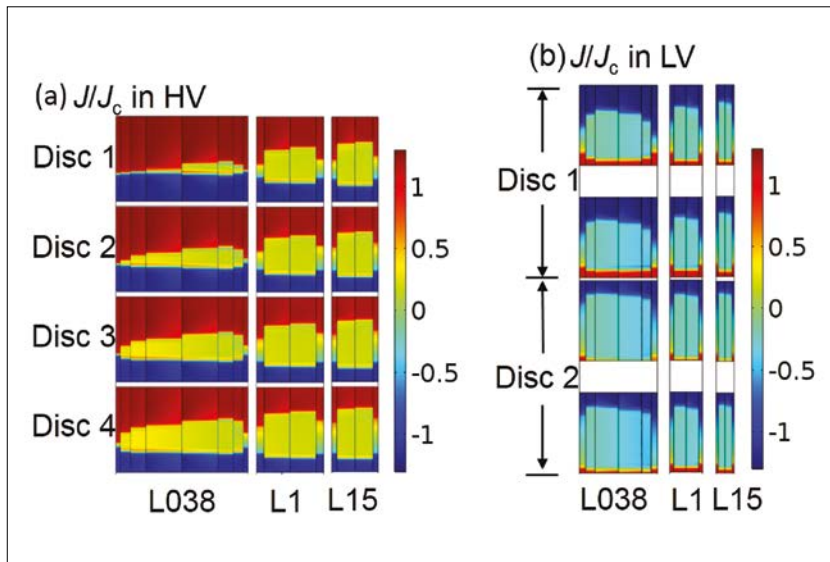 (a) J/Jc in HV
Disc 1
Disc 2
Disc 3
Disc 4
L038 L1 L15
1
0.5
0
-0.5
-1
(b) J/Jc in LV
Disc 1
Disc 2
L038 L1 L15
1
0.5
0
-0.5
-1